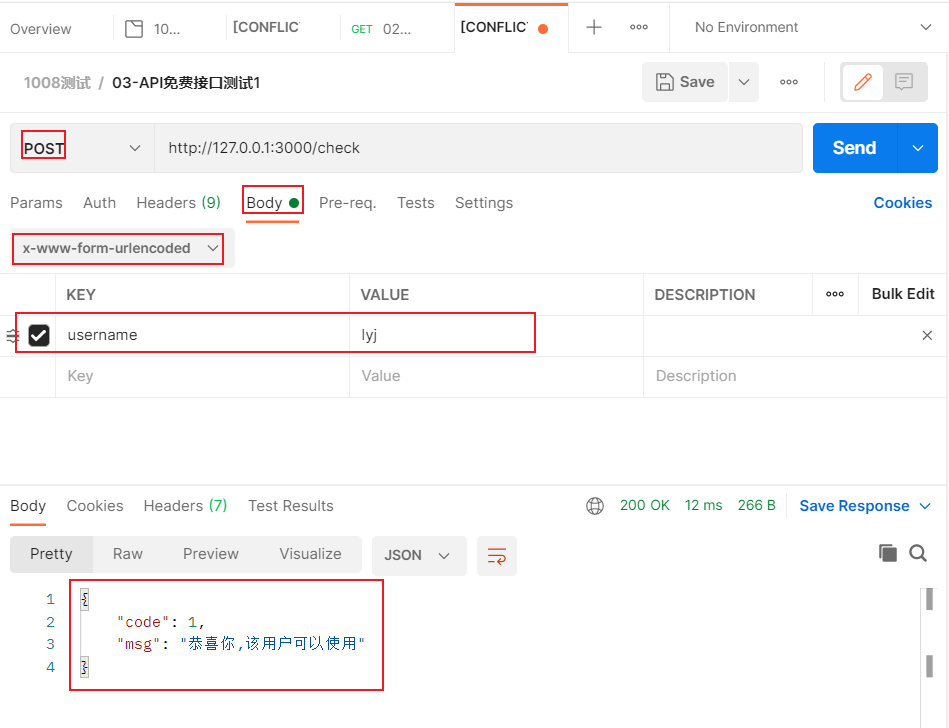 Overview 10... [CONFLIC GET 02... [CONFLIC No Environment
1008测试 / 03-API免费接口测试1 Save
POST http://127.0.0.1:3000/check Send
Params Auth Headers (9) Body Pre-req. Tests Settings Cookies
x-www-form-urlencoded
KEY VALUE DESCRIPTION Bulk Edit
username lyj
Key Value Description
Body Cookies Headers (7) Test Results 200 OK 12 ms 266 B Save Response
Pretty Raw Preview Visualize JSON
1 {
2 "code": 1,
3 "msg": "恭喜你,该用户可以使用"
4 }